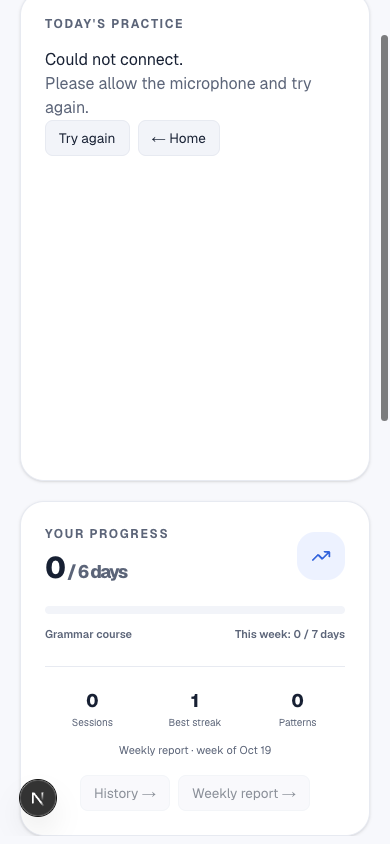 TODAY'S PRACTICE
Could not connect.
Please allow the microphone and try
again.
Try again
← Home
YOUR PROGRESS
0 / 6 days
Grammar course
This week: 0 / 7 days
0
1
0
Sessions
Best streak
Patterns
Weekly report · week of Oct 19
N
History →
Weekly report →